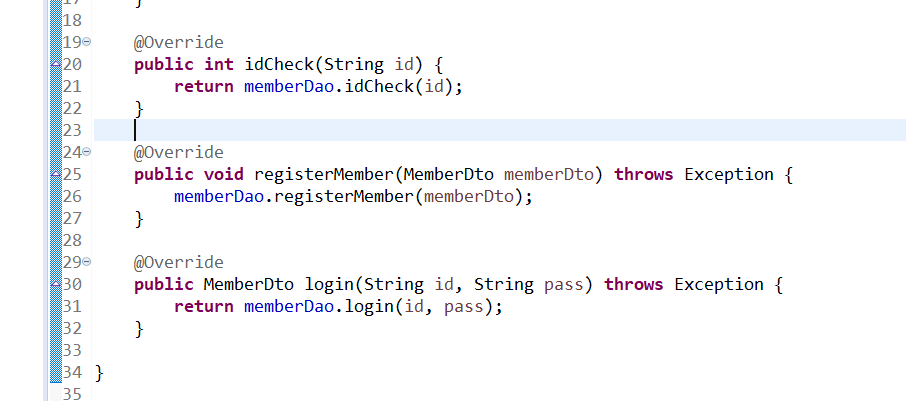 17 }
18
19 @Override
20 public int idCheck(String id) {
21 return memberDao.idCheck(id);
22 }
23
24 @Override
25 public void registerMember(MemberDto memberDto) throws Exception {
26 memberDao.registerMember(memberDto);
27 }
28
29 @Override
30 public MemberDto login(String id, String pass) throws Exception {
31 return memberDao.login(id, pass);
32 }
33
34 }
35